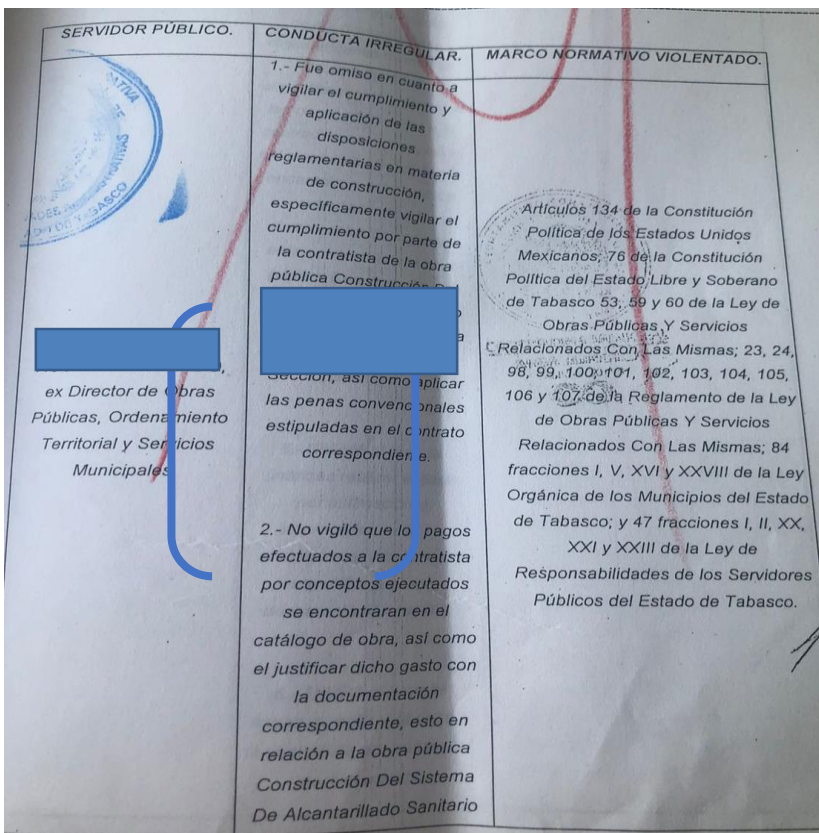 SERVIDOR PÚBLICO.
CONDUCTA IRREGULAR.
MARCO NORMATIVO VIOLENTADO.
ex Director de Obras
Públicas, Ordenamiento
Territorial y Servicios
Municipales
1.- Fue omiso en cuanto a
vigilar el cumplimiento y
aplicación de las
disposiciones
reglamentarias en materia
de construcción,
específicamente vigilar el
cumplimiento por parte de
la contratista de la obra
pública Construcción Del
Sección, así como aplicar
las penas convencionales
estipuladas en el contrato
correspondiente.
2.- No vigiló que los pagos
efectuados a la contratista
por conceptos ejecutados
se encontraran en el
catálogo de obra, así como
el justificar dicho gasto con
la documentación
correspondiente, esto en
relación a la obra pública
Construcción Del Sistema
De Alcantarillado Sanitario
Artículos 134 de la Constitución
Política de los Estados Unidos
Mexicanos; 76 de la Constitución
Política del Estado Libre y Soberano
de Tabasco 53, 59 y 60 de la Ley de
Obras Públicas Y Servicios
Relacionados Con Las Mismas; 23, 24,
98, 99, 100, 101, 102, 103, 104, 105,
106 y 107 de la Reglamento de la Ley
de Obras Públicas Y Servicios
Relacionados Con Las Mismas; 84
fracciones I, V, XVI y XXVIII de la Ley
Orgánica de los Municipios del Estado
de Tabasco; y 47 fracciones I, II, XX,
XXI y XXIII de la Ley de
Responsabilidades de los Servidores
Públicos del Estado de Tabasco.